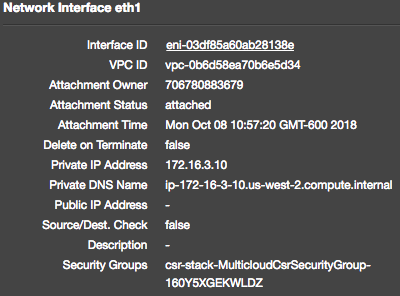 Network Interface eth1
Interface ID eni-03df85a60ab28138e
VPC ID vpc-0b6d58ea70b6e5d34
Attachment Owner 706780883679
Attachment Status attached
Attachment Time Mon Oct 08 10:57:20 GMT-600 2018
Delete on Terminate false
Private IP Address 172.16.3.10
Private DNS Name ip-172-16-3-10.us-west-2.compute.internal
Public IP Address -
Source/Dest. Check false
Description -
Security Groups csr-stack-MulticloudCsrSecurityGroup-
160Y5XGEKWLDZ